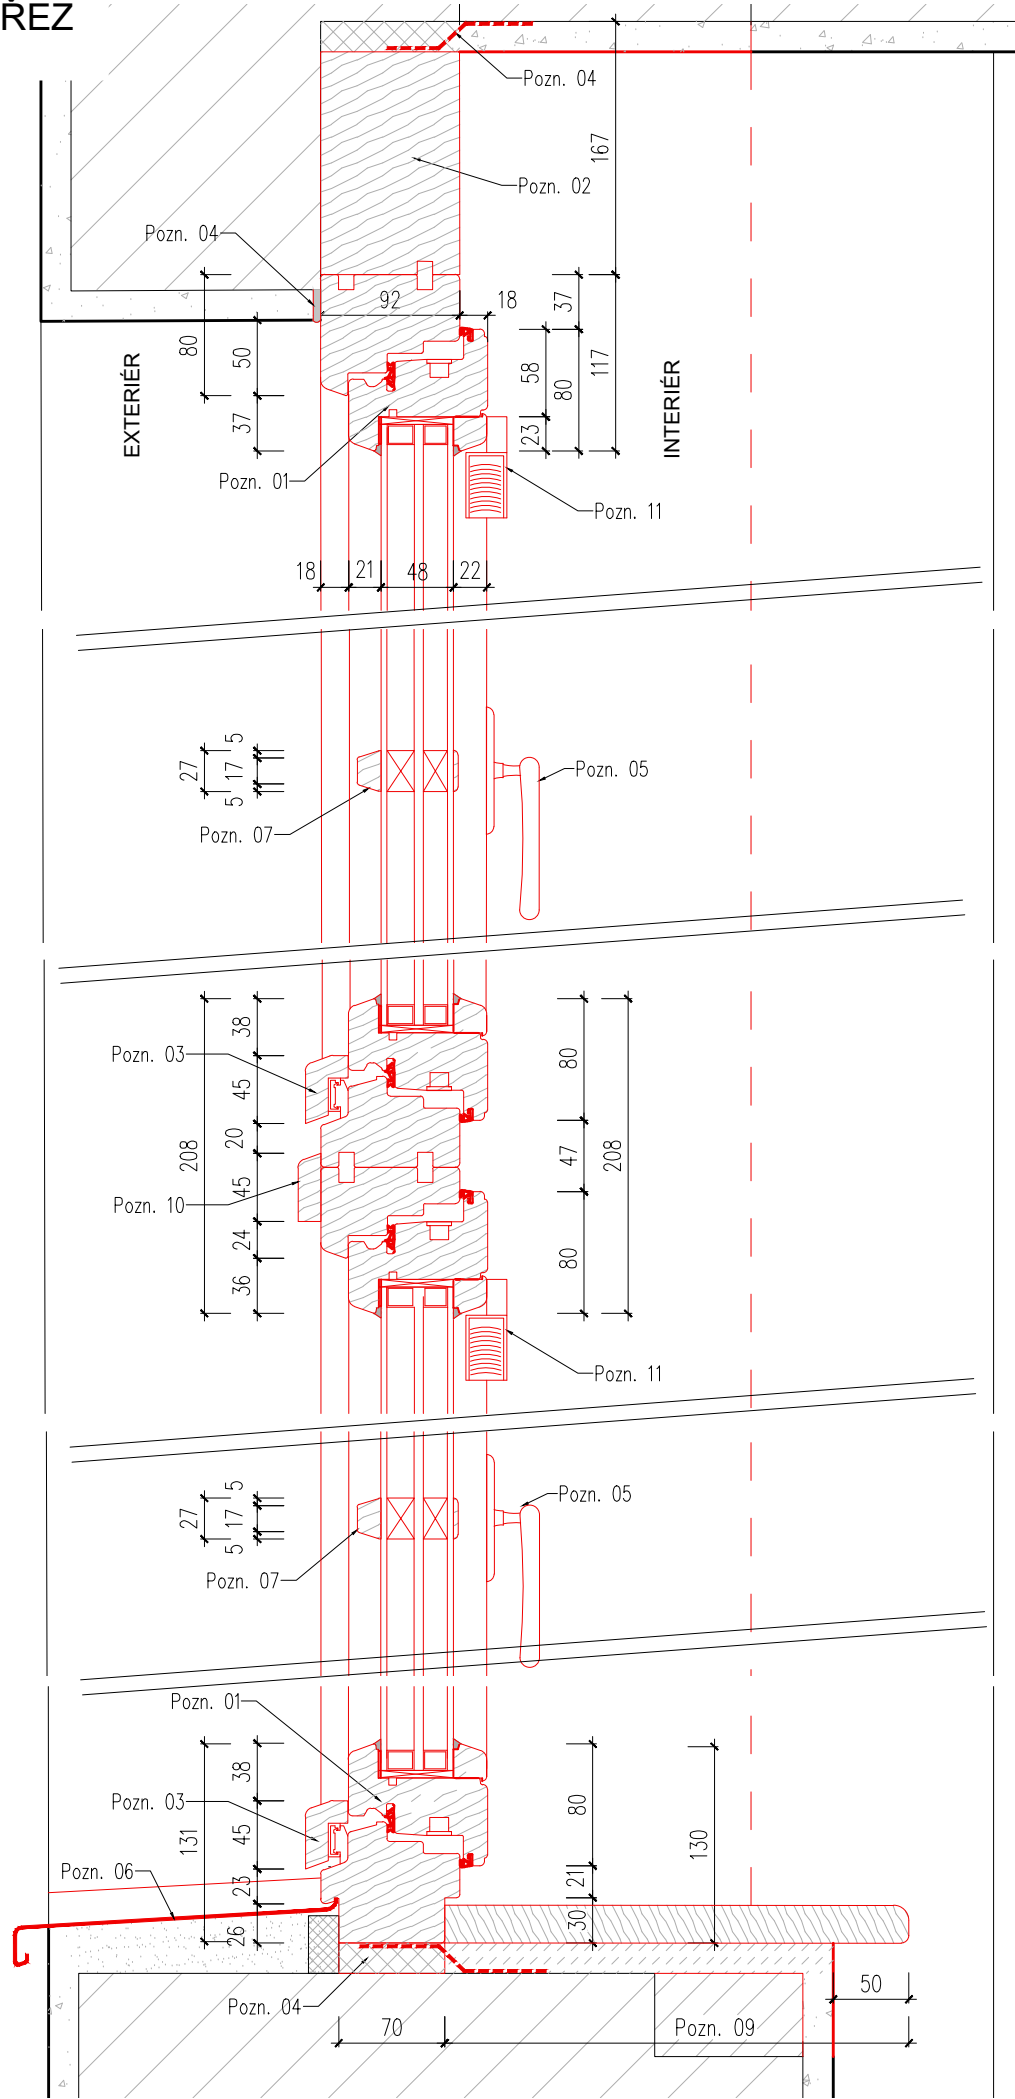 ŘEZ
Pozn. 04
167
Pozn. 02
Pozn. 04
92
18
37
80
50
58
80
117
EXTERIÉR
INTERIÉR
37
23
Pozn. 01
Pozn. 11
18
21
48
22
5
27
17
5
Pozn. 05
Pozn. 07
38
Pozn. 03
80
45
20
208
47
208
45
Pozn. 10
24
80
36
Pozn. 11
5
27
17
5
Pozn. 05
Pozn. 07
Pozn. 01
38
Pozn. 03
80
131
45
130
Pozn. 06
23
21
26
30
50
Pozn. 04
70
Pozn. 09